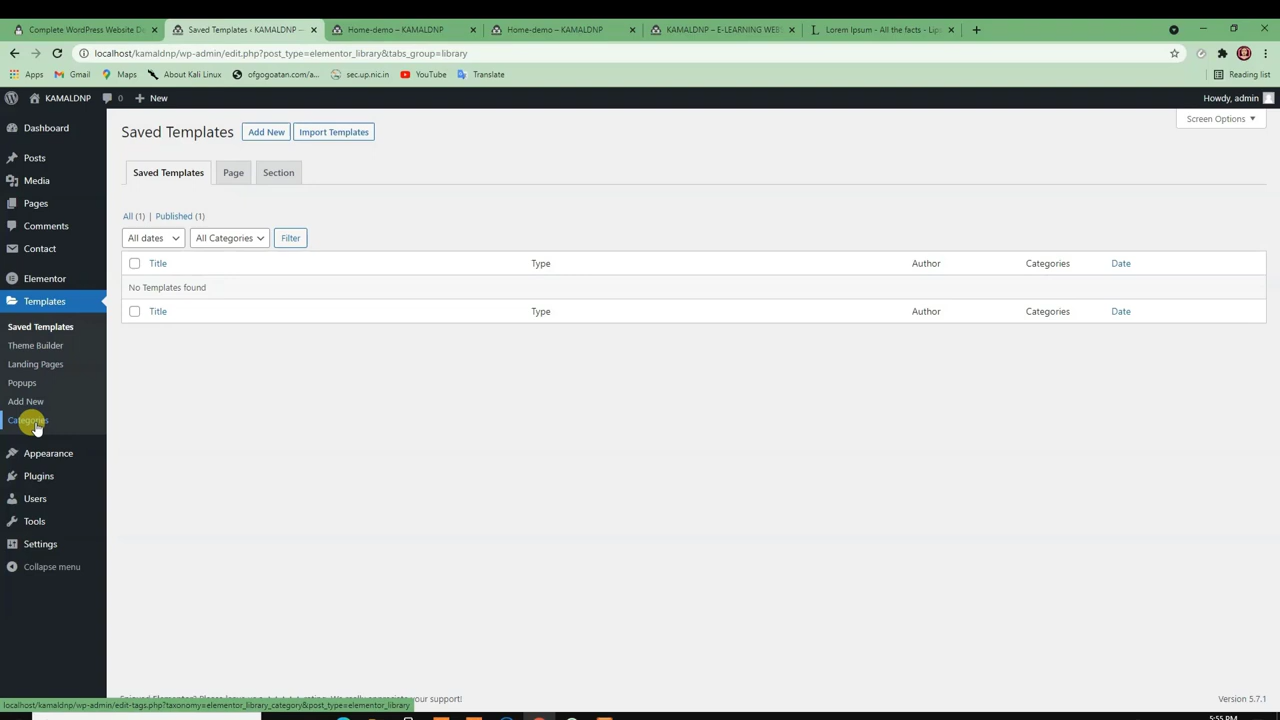 Complete WordPress Website De
Saved Templates ‹ KAMALDNP —
Home-demo – KAMALDNP
Home-demo – KAMALDNP
KAMALDNP – E-LEARNING WEB
Lorem Ipsum - All the facts - Lip
localhost/kamaldnp/wp-admin/edit.php?post_type=elementor_library&tabs_group=library
Apps
Gmail
Maps
About Kali Linux
ofgogoatan.com/a...
sec.up.nic.in
YouTube
Translate
Reading list
KAMALDNP
0
New
Howdy, admin
Dashboard
Posts
Media
Pages
Comments
Contact
Elementor
Templates
Saved Templates
Theme Builder
Landing Pages
Popups
Add New
Categories
Appearance
Plugins
Users
Tools
Settings
Collapse menu
Saved Templates
Add New
Import Templates
Screen Options
Saved Templates
Page
Section
All (1) | Published (1)
All dates
All Categories
Filter
Title Type Author Categories Date
No Templates found
Title Type Author Categories Date
support!
Version 5.7.1
localhost/kamaldnp/wp-admin/edit-tags.php?taxonomy=elementor_library_category&post_type=elementor_library
5:55 PM